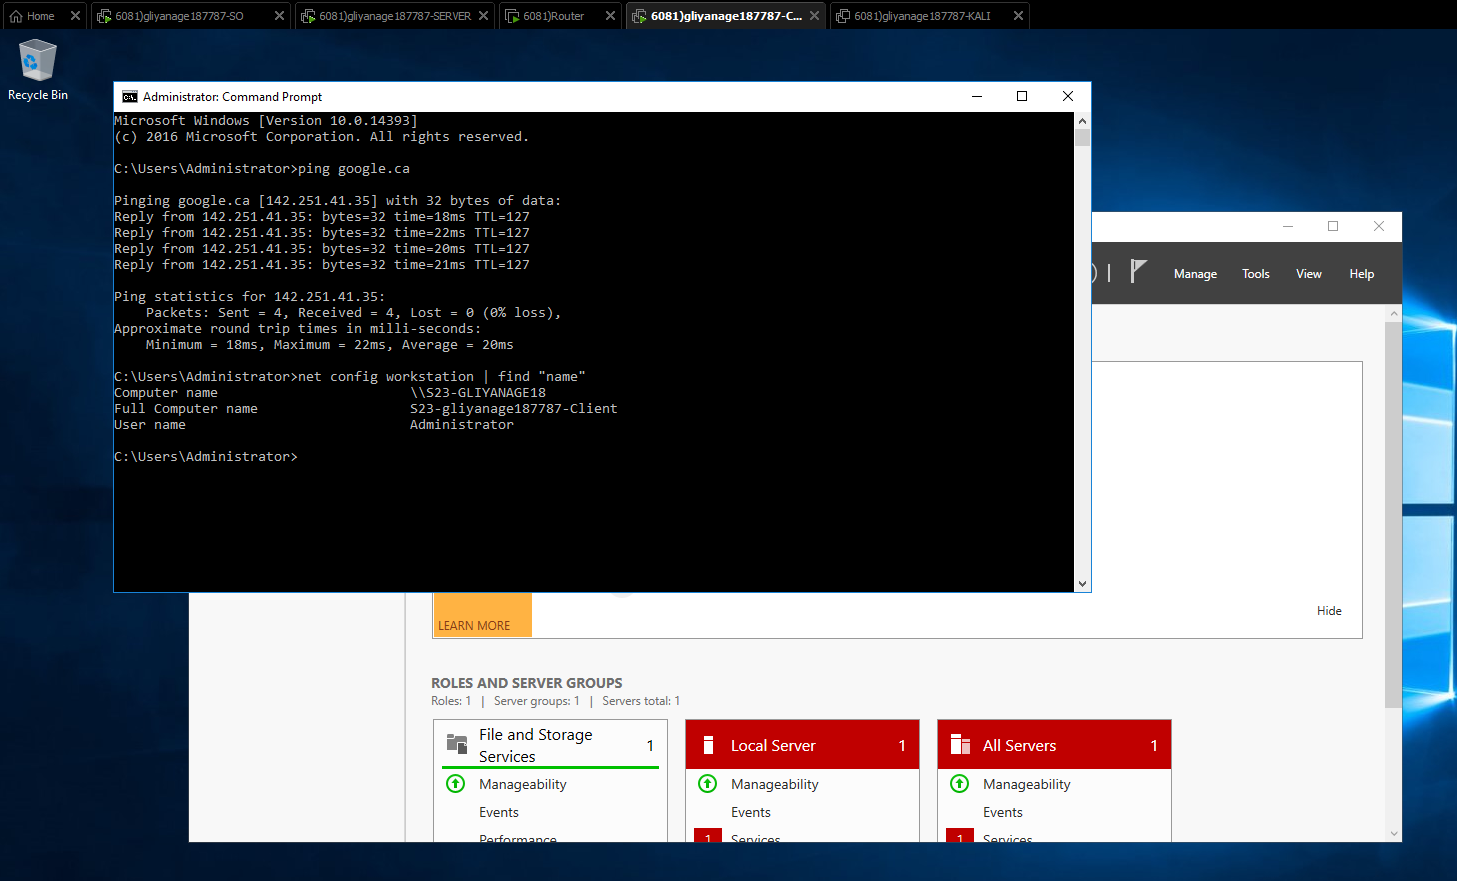 Home
6081)gliyanage187787-SO
6081)gliyanage187787-SERVER
6081)Router
6081)gliyanage187787-C...
6081)gliyanage187787-KALI
Recycle Bin
Administrator: Command Prompt
Microsoft Windows [Version 10.0.14393]
(c) 2016 Microsoft Corporation. All rights reserved.
C:\Users\Administrator>ping google.ca
Pinging google.ca [142.251.41.35] with 32 bytes of data:
Reply from 142.251.41.35: bytes=32 time=18ms TTL=127
Reply from 142.251.41.35: bytes=32 time=22ms TTL=127
Reply from 142.251.41.35: bytes=32 time=20ms TTL=127
Reply from 142.251.41.35: bytes=32 time=21ms TTL=127
Ping statistics for 142.251.41.35:
Packets: Sent = 4, Received = 4, Lost = 0 (0% loss),
Approximate round trip times in milli-seconds:
Minimum = 18ms, Maximum = 22ms, Average = 20ms
C:\Users\Administrator>net config workstation | find "name"
Computer name \\S23-GLIYANAGE18
Full Computer name S23-gliyanage187787-Client
User name Administrator
C:\Users\Administrator>
Manage Tools View Help
Hide
LEARN MORE
ROLES AND SERVER GROUPS
Roles: 1 | Server groups: 1 | Servers total: 1
File and Storage
Services
1
Manageability
Events
Performance
Local Server 1
Manageability
Events
1 Services
All Servers 1
Manageability
Events
1 Services